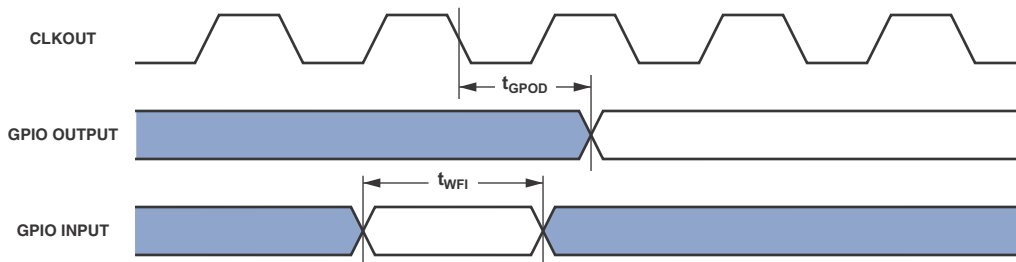 CLKOUT
tGPOD
GPIO OUTPUT
tWFI
GPIO INPUT